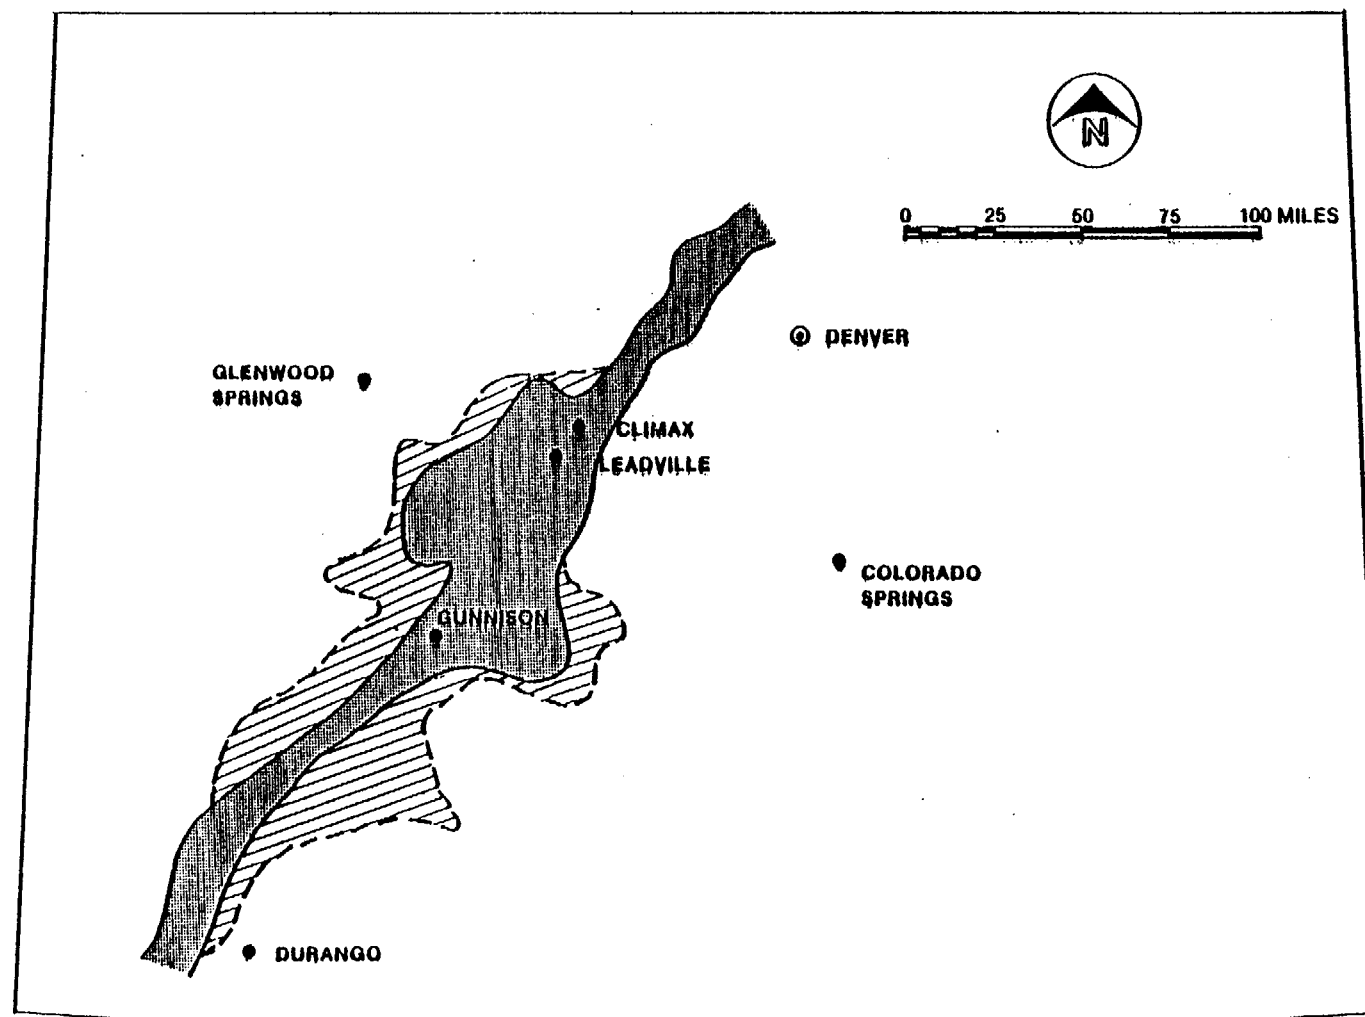 N
0 25 50 75 100 MILES
DENVER
GLENWOOD
SPRINGS
CLIMAX
LEADVILLE
COLORADO
SPRINGS
GUNNISON
DURANGO